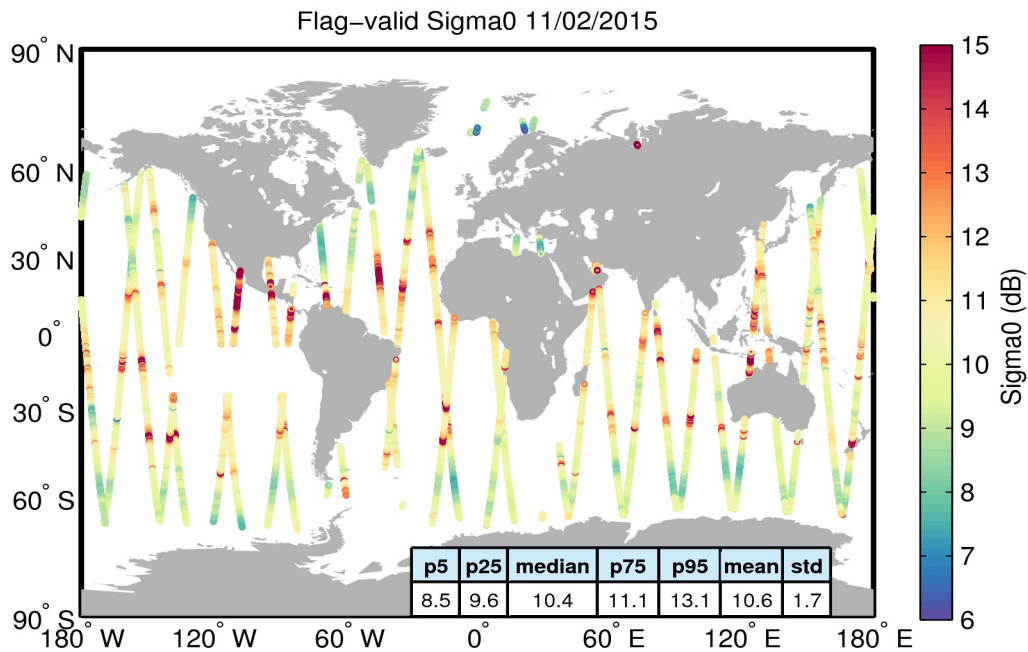 Flag−valid Sigma0 11/02/2015
90° N
60° N
30° N
0°
30° S
60° S
90° S
180° W
120° W
60° W
0°
60° E
120° E
180° E
15
14
13
12
11
10
9
8
7
6
Sigma0 (dB)
p5 p25 median p75 p95 mean std
8.5 9.6 10.4 11.1 13.1 10.6 1.7